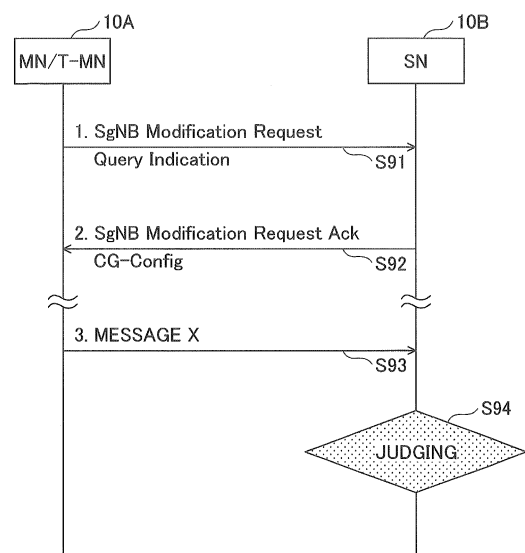 10A
10B
MN/T-MN
SN
1. SgNB Modification Request
Query Indication
S91
2. SgNB Modification Request Ack
CG-Config
S92
3. MESSAGE X
S93
S94
JUDGING